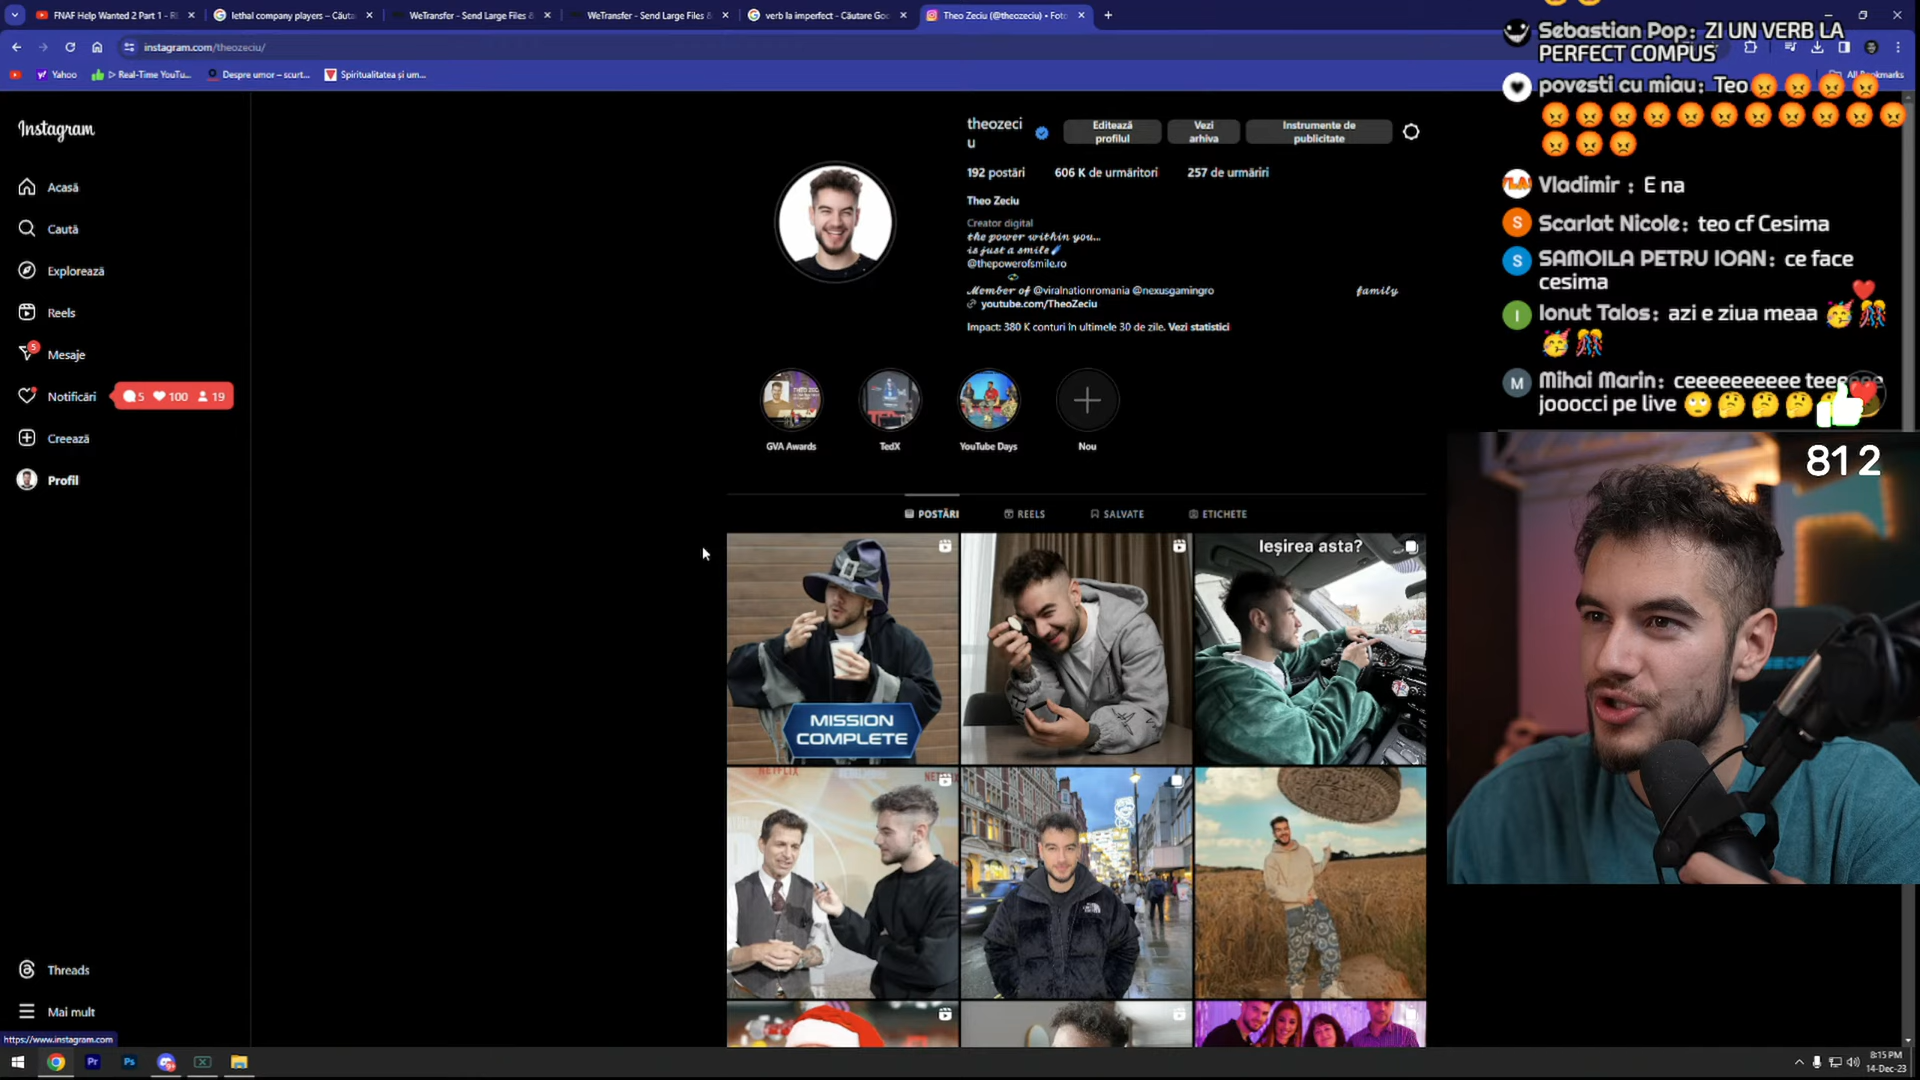 FNAF Help Wanted 2 Part 1 - R
lethal company players – Căuta
WeTransfer - Send Large Files &
WeTransfer - Send Large Files &
verb la imperfect - Căutare Goo
Theo Zeciu (@theozeciu) • Foto
instagram.com/theozeciu/
Yahoo
Real-Time YouTu...
Despre umor – scurt...
Spiritualitatea și um...
All Bookmarks
Instagram
Acasă
Caută
Explorează
Reels
5
Mesaje
Notificări
5 100 19
Creează
Profil
Threads
Mai mult
https://www.instagram.com
theozeci
u
Editează
profilul
Vezi
arhiva
Instrumente de
publicitate
192 postări 606 K de urmăritori 257 de urmăriri
Theo Zeciu
Creator digital
the power within you...
is just a smile
@thepowerofsmile.ro
Member of @viralnationromania @nexusgamingro family
youtube.com/TheoZeciu
Impact: 380 K conturi în ultimele 30 de zile. Vezi statistici
GVA Awards
TedX
YouTube Days
Nou
POSTĂRI
REELS
SALVATE
ETICHETE
MISSION
COMPLETE
Ieșirea asta?
NETFLIX
Sebastian Pop: ZI UN VERB LA
PERFECT COMPUS
povesti cu miau: Teo
Vladimir : E na
Scarlat Nicole: teo cf Cesima
SAMOILA PETRU IOAN: ce face
cesima
Ionut Talos: azi e ziua meaa
Mihai Marin: ceeeeeeeeee
jooocci pe live
812
8:15 PM
14-Dec-23